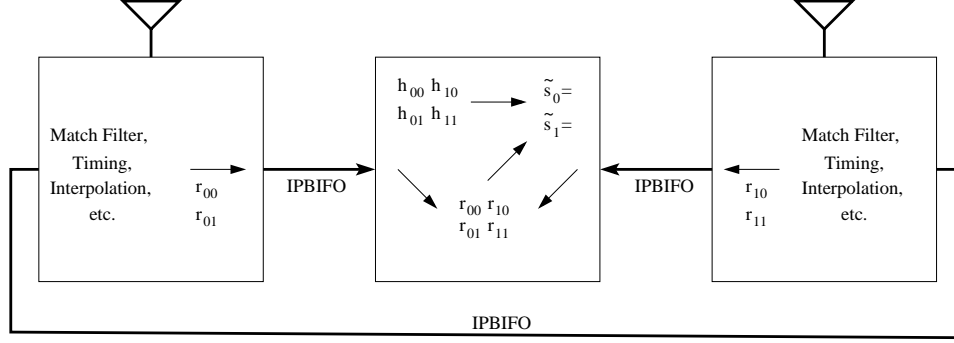 Match Filter,
Timing,
Interpolation,
etc.
r00
r01
IPBIFO
h00 h10
h01 h11
s̃0=
s̃1=
r00 r10
r01 r11
IPBIFO
r10
r11
Match Filter,
Timing,
Interpolation,
etc.
IPBIFO